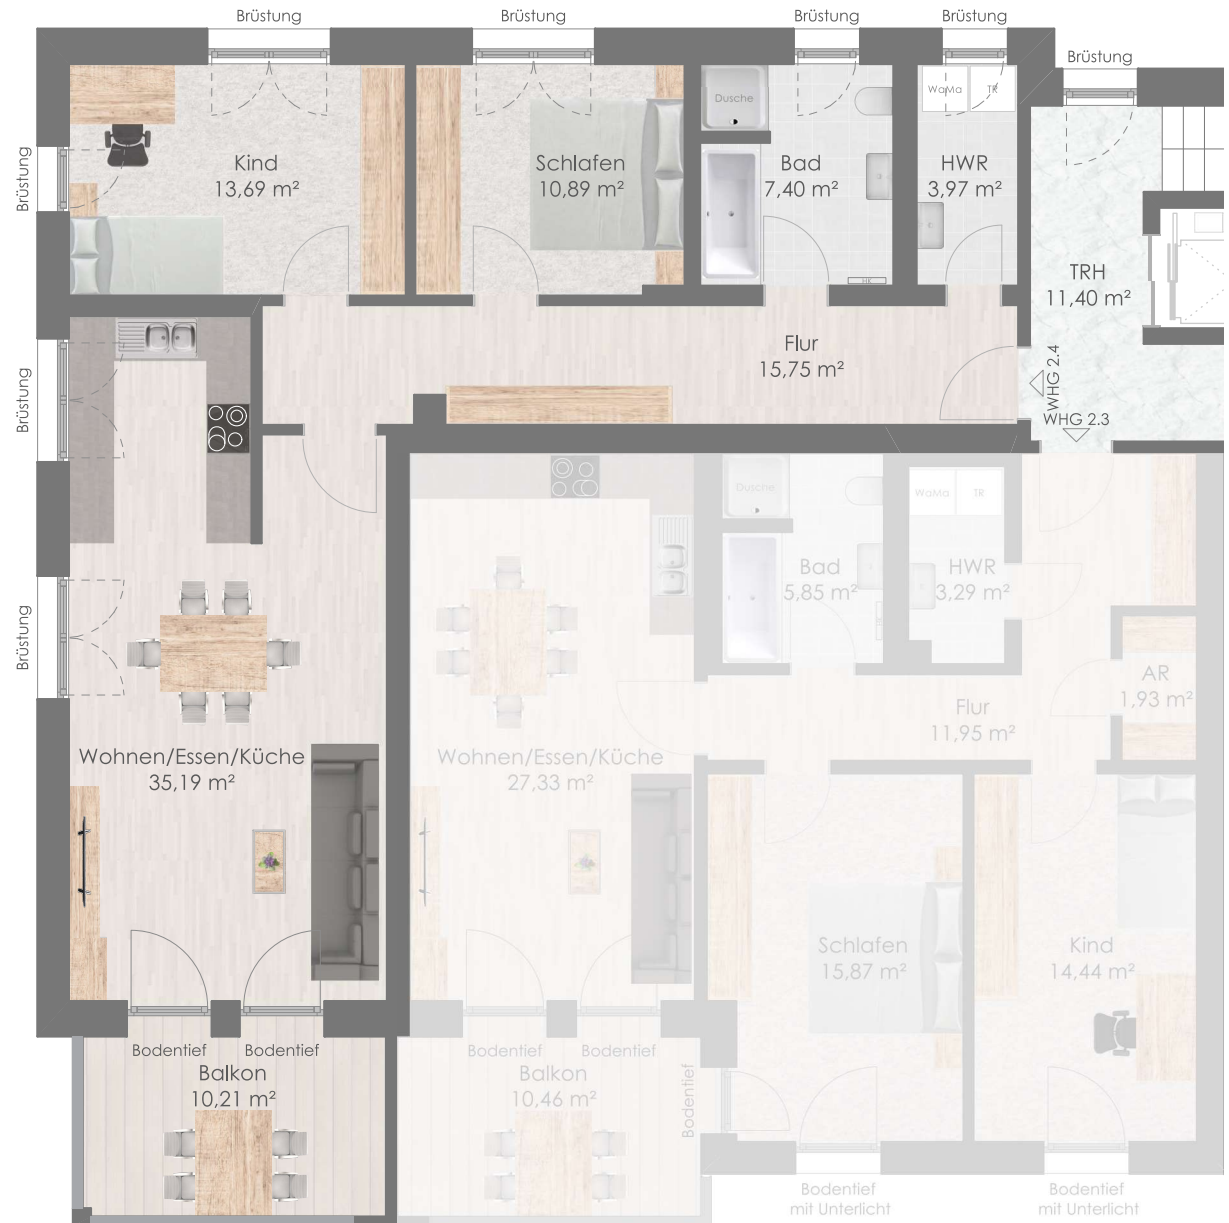 Brüstung
Brüstung
Brüstung
Brüstung
Brüstung
Brüstung
Kind
13,69 m²
Schlafen
10,89 m²
Dusche
Bad
7,40 m²
HK
WaMa
TR
HWR
3,97 m²
TRH
11,40 m²
Flur
15,75 m²
WHG 2.4
WHG 2.3
Brüstung
Brüstung
Wohnen/Essen/Küche
35,19 m²
Bodentief
Bodentief
Balkon
10,21 m²
Dusche
Bad
5,85 m²
HK
WaMa
TR
HWR
3,29 m²
AR
1,93 m²
Flur
11,95 m²
Wohnen/Essen/Küche
27,33 m²
Schlafen
15,87 m²
Kind
14,44 m²
Bodentief
Bodentief
Balkon
10,46 m²
Bodentief
Bodentief
mit Unterlicht
Bodentief
mit Unterlicht